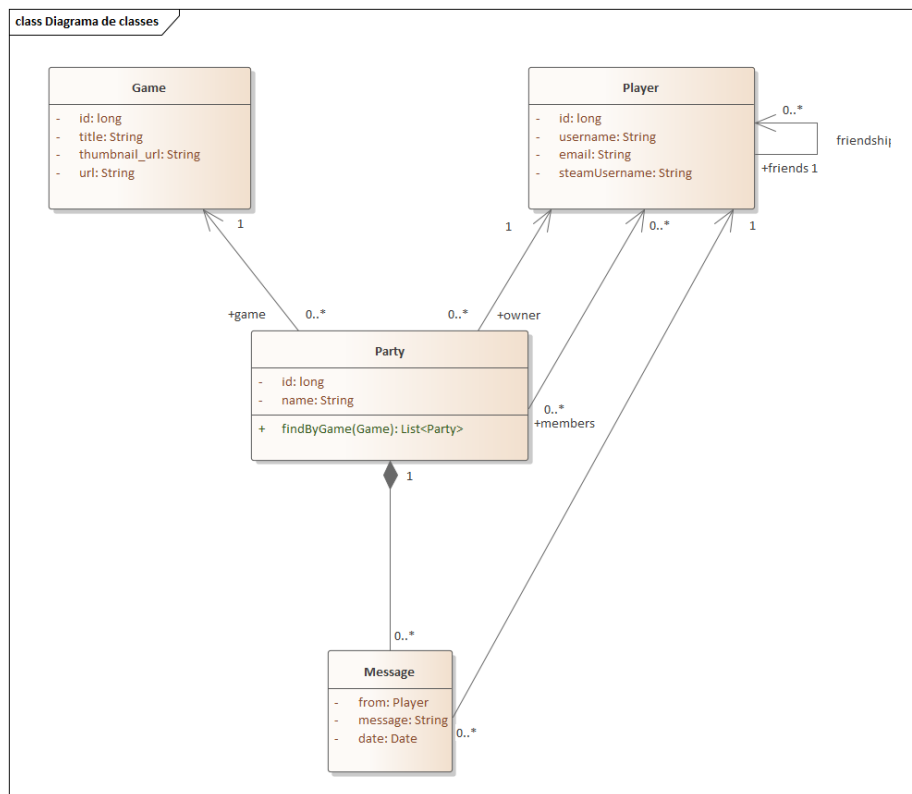 class Diagrama de classes
Game
- id: long
- title: String
- thumbnail_url: String
- url: String
Player
- id: long
- username: String
- email: String
- steamUsername: String
0..*
friendship
+friends 1
1
1
0..*
1
+game
0..*
0..*
+owner
Party
- id: long
- name: String
+ findByGame(Game): List<Party>
0..*
+members
1
0..*
Message
- from: Player
- message: String
- date: Date
0..*